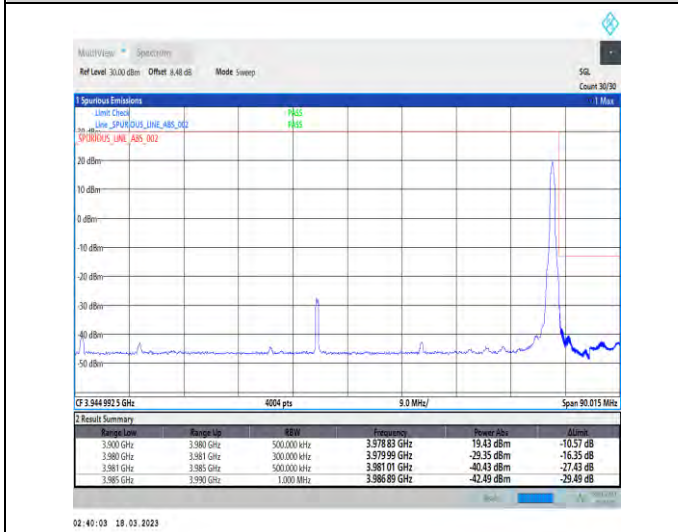 MultiView Spectrum
Ref Level 30.00 dBm Offset 8.48 dB Mode Sweep SGL
Count 30/30
1 Spurious Emissions 1 Max
Limit Check PASS
Line _SPURIOUS_LINE_ABS_002 PASS
_SPURIOUS_LINE_ABS_002
20 dBm
10 dBm
0 dBm
-10 dBm
-20 dBm
-30 dBm
-40 dBm
-50 dBm
CF 3.944 992 5 GHz 4004 pts 9.0 MHz/ Span 90.015 MHz
2 Result Summary
Range Low Range Up RBW Frequency Power Abs ΔLimit
3.900 GHz 3.980 GHz 500.000 kHz 3.978 83 GHz 19.43 dBm -10.57 dB
3.980 GHz 3.981 GHz 300.000 kHz 3.979 99 GHz -29.35 dBm -16.35 dB
3.981 GHz 3.985 GHz 500.000 kHz 3.981 01 GHz -40.43 dBm -27.43 dB
3.985 GHz 3.990 GHz 1.000 MHz 3.986 89 GHz -42.49 dBm -29.49 dB
02:40:03 18.03.2023